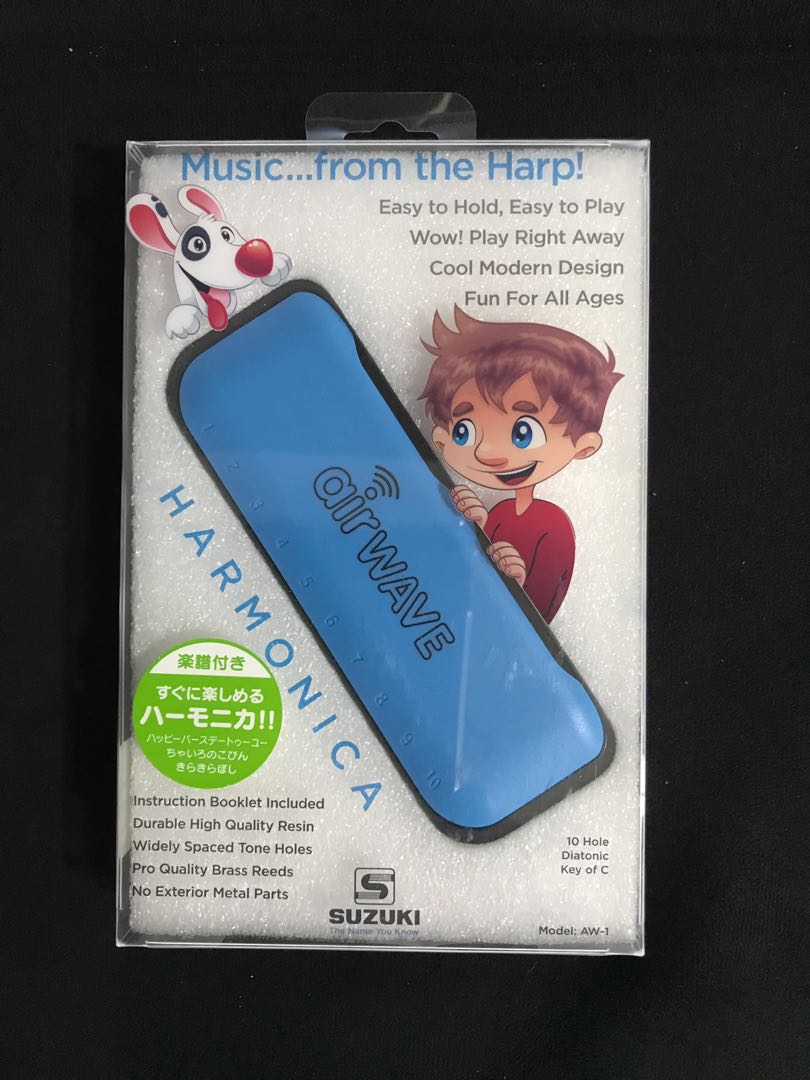 Music...from the Harp!
Easy to Hold, Easy to Play
Wow! Play Right Away
Cool Modern Design
Fun For All Ages
1
2
3
4
5
6
7
8
9
10
airWAVE
HARMONICA
楽譜付き
すぐに楽しめる
ハーモニカ!!
ハッピーバースデートゥーユー
ちゃいろのこびん
きらきらぼし
Instruction Booklet Included
Durable High Quality Resin
Widely Spaced Tone Holes
Pro Quality Brass Reeds
No Exterior Metal Parts
S
SUZUKI
The Name You Know
10 Hole
Diatonic
Key of C
Model: AW-1